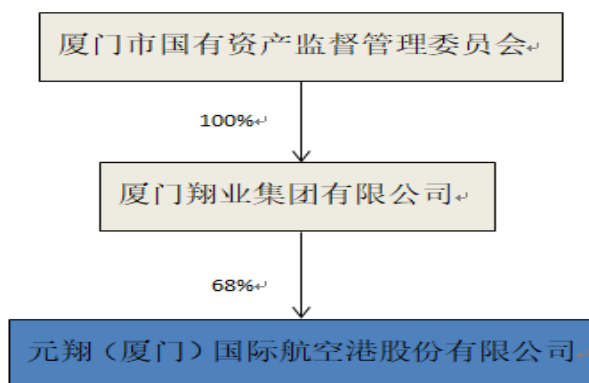 厦门市国有资产监督管理委员会↵
100%↵
厦门翔业集团有限公司↵
68%↵
元翔（厦门）国际航空港股份有限公司↵